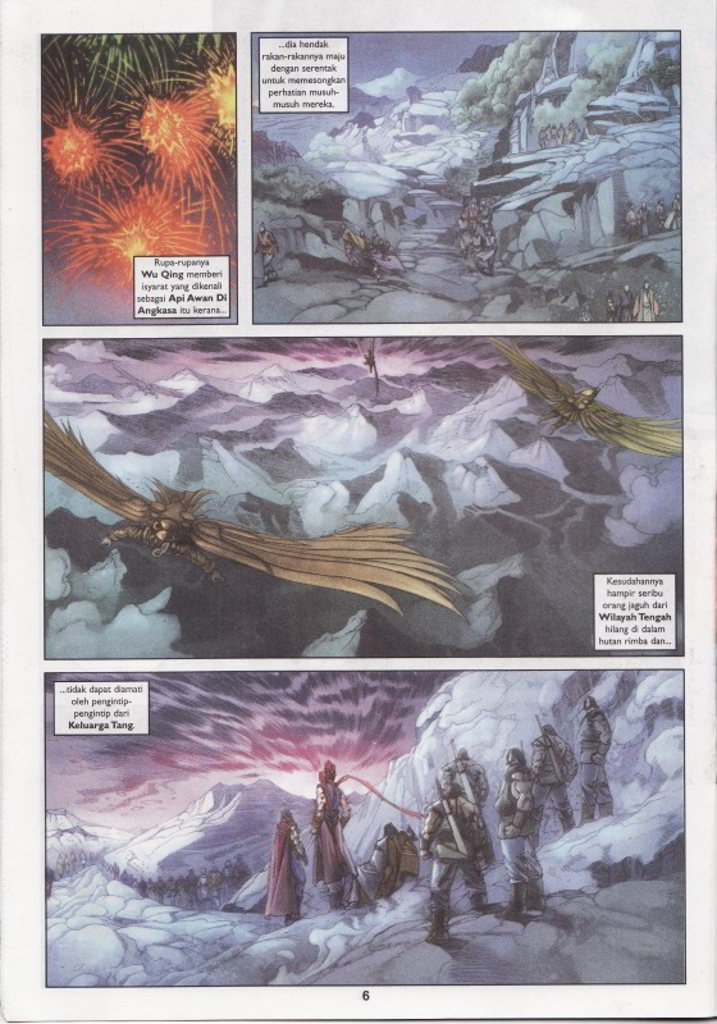 Rupa-rupanya
Wu Qing memberi
isyarat yang dikenali
sebagai Api Awan Di
Angkasa itu kerana...
...dia hendak
rakan-rakannya maju
dengan serentak
untuk memesongkan
perhatian musuh-
musuh mereka.
Kesudahannya
hampir seribu
orang jaguh dari
Wilayah Tengah
hilang di dalam
hutan rimba dan...
...tidak dapat diamati
oleh pengintip-
pengintip dari
Keluarga Tang.
6